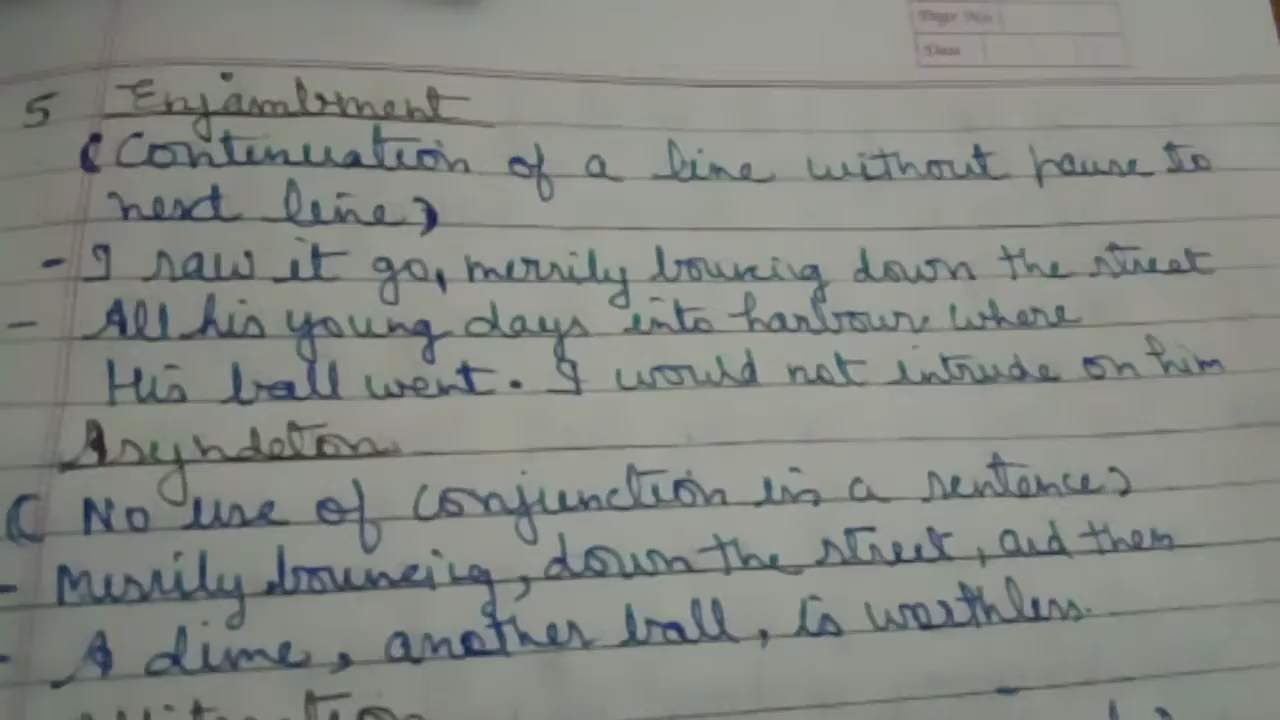 Page No
Date
5 Enjambment
(Continuation of a line without pause to
next line)
- I saw it go, merrily bouncing down the street
- All his young days into harbour where
His ball went. I would not intrude on him
Asyndeton
( No use of conjunction in a sentence)
- Merrily bouncing, down the street, and then
- A dime, another ball, is worthless.